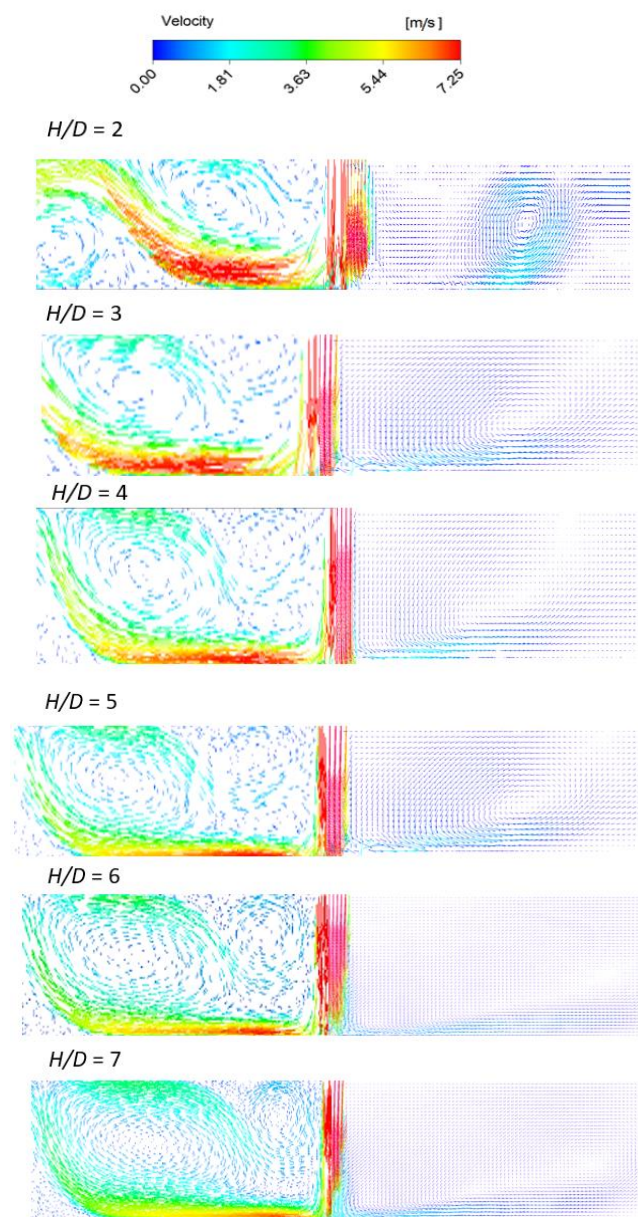 Velocity [m/s]
0.00 1.81 3.63 5.44 7.25
H/D = 2
H/D = 3
H/D = 4
H/D = 5
H/D = 6
H/D = 7